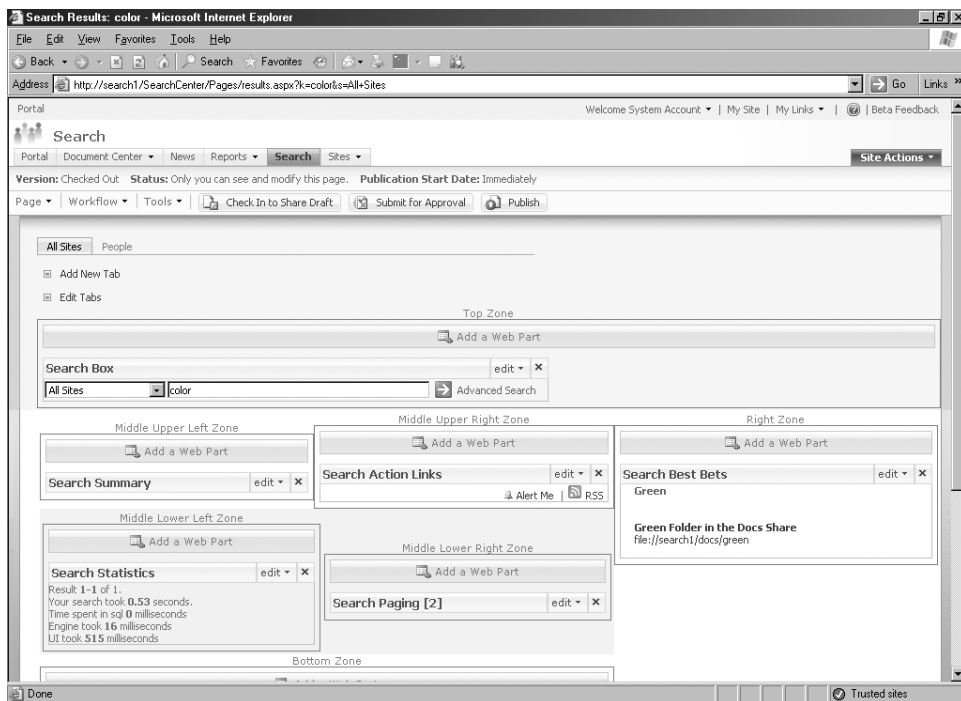 Search Results: color - Microsoft Internet Explorer
File Edit View Favorites Tools Help
Back Search Favorites
Address http://search1/SearchCenter/Pages/results.aspx?k=color&s=All+Sites Go Links »
Portal Welcome System Account | My Site | My Links | Beta Feedback
Search
Portal Document Center News Reports Search Sites Site Actions
Version: Checked Out Status: Only you can see and modify this page. Publication Start Date: Immediately
Page Workflow Tools Check In to Share Draft Submit for Approval Publish
All Sites People
Add New Tab
Edit Tabs
Top Zone
Add a Web Part
Search Box edit ×
All Sites color Advanced Search
Middle Upper Left Zone
Add a Web Part
Search Summary edit ×
Middle Upper Right Zone
Add a Web Part
Search Action Links edit ×
Alert Me | RSS
Right Zone
Add a Web Part
Search Best Bets edit ×
Green
Green Folder in the Docs Share
file://search1/docs/green
Middle Lower Left Zone
Add a Web Part
Search Statistics edit ×
Result 1-1 of 1.
Your search took 0.53 seconds.
Time spent in sql 0 milliseconds
Engine took 16 milliseconds
UI took 515 milliseconds
Middle Lower Right Zone
Add a Web Part
Search Paging [2] edit ×
Bottom Zone
Done Trusted sites